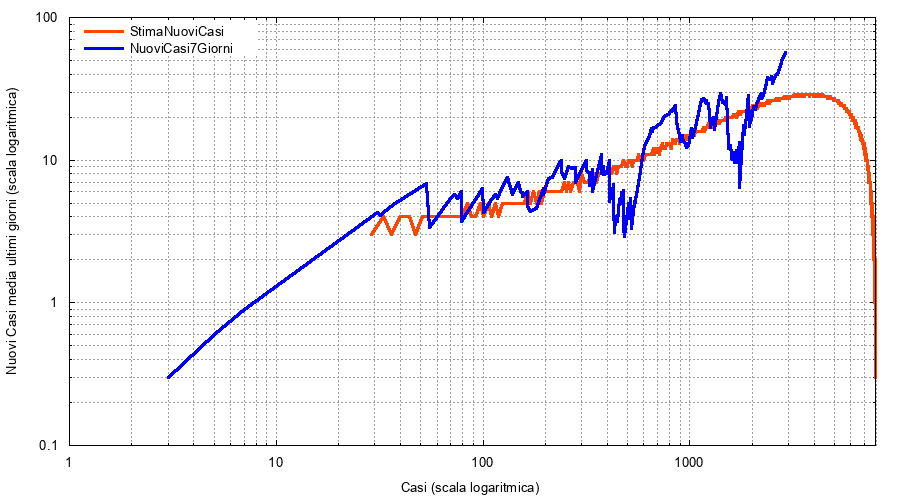 100
StimaNuoviCasi
NuoviCasi7Giorni
10
1
0.1
Nuovi Casi media ultimi giorni (scala logaritmica)
1
10
100
1000
Casi (scala logaritmica)